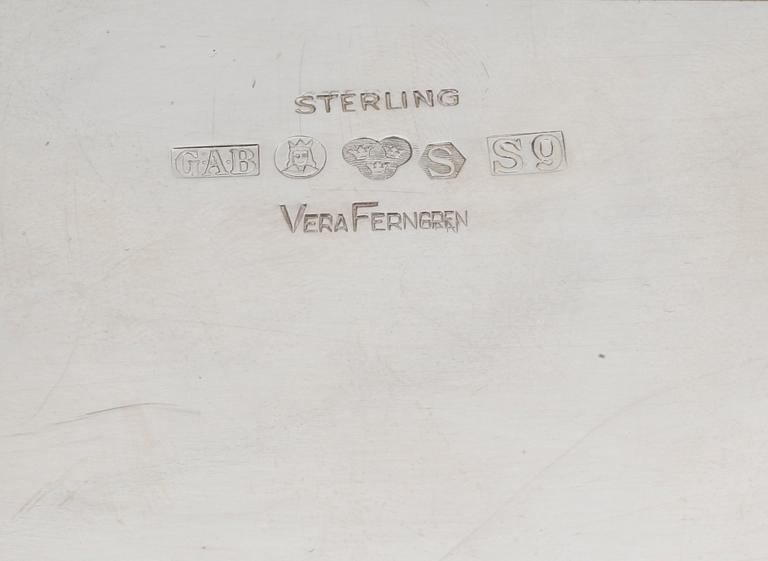 STERLING
G.A.B S S9
VERA FERNGREN